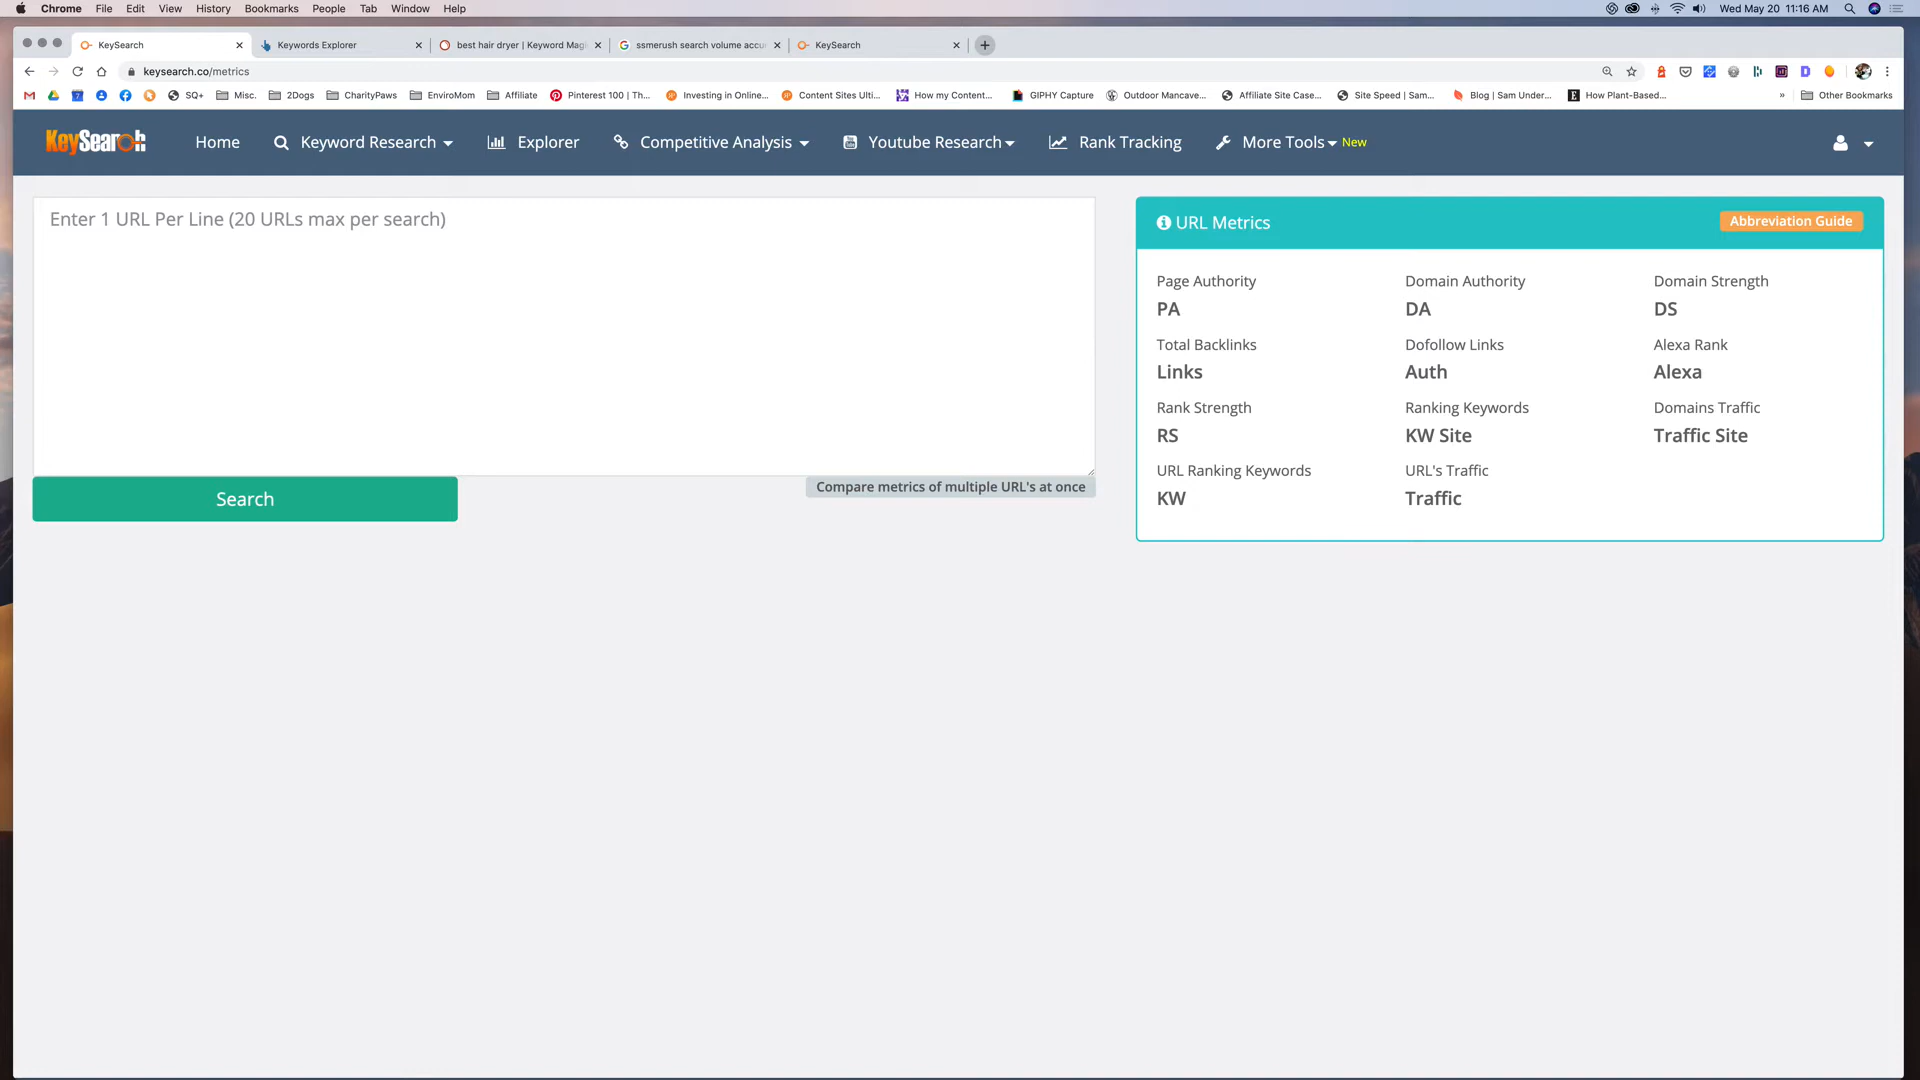 Chrome File Edit View History Bookmarks People Tab Window Help Wed May 20 11:16 AM
KeySearch Keywords Explorer best hair dryer | Keyword Mag ssmerush search volume accu KeySearch
keysearch.co/metrics
SQ+ Misc. 2Dogs CharityPaws EnviroMom Affiliate Pinterest 100 | Th... Investing in Online... Content Sites Ulti... How my Content... GIPHY Capture Outdoor Mancave... Affiliate Site Case... Site Speed | Sam... Blog | Sam Under... How Plant-Based... » Other Bookmarks
KeySearch Home Keyword Research Explorer Competitive Analysis Youtube Research Rank Tracking More Tools New
Enter 1 URL Per Line (20 URLs max per search)
Search
Compare metrics of multiple URL's at once
URL Metrics Abbreviation Guide
Page Authority Domain Authority Domain Strength
PA DA DS
Total Backlinks Dofollow Links Alexa Rank
Links Auth Alexa
Rank Strength Ranking Keywords Domains Traffic
RS KW Site Traffic Site
URL Ranking Keywords URL's Traffic
KW Traffic